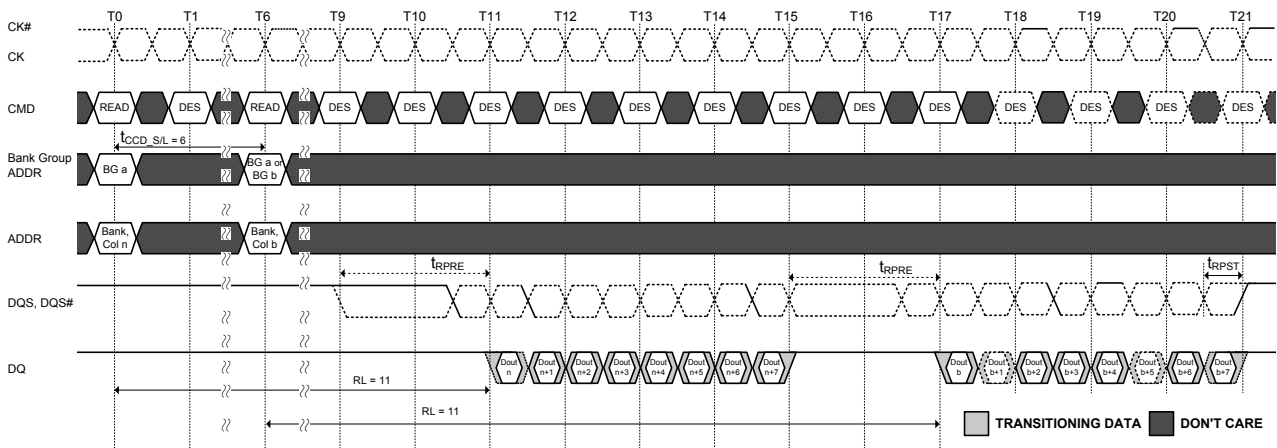 T0 T1 T6 T9 T10 T11 T12 T13 T14 T15 T16 T17 T18 T19 T20 T21
CK#
CK
CMD READ DES READ DES DES DES DES DES DES DES DES DES DES DES DES DES
tCCD_S/L = 6
Bank Group
ADDR
BG a
BG a or
BG b
ADDR
Bank,
Col n
Bank,
Col b
tRPRE tRPRE tRPST
DQS, DQS#
DQ
Dout
n
Dout
n+1
Dout
n+2
Dout
n+3
Dout
n+4
Dout
n+5
Dout
n+6
Dout
n+7
Dout
b
Dout
b+1
Dout
b+2
Dout
b+3
Dout
b+4
Dout
b+5
Dout
b+6
Dout
b+7
RL = 11
RL = 11
TRANSITIONING DATA DON'T CARE